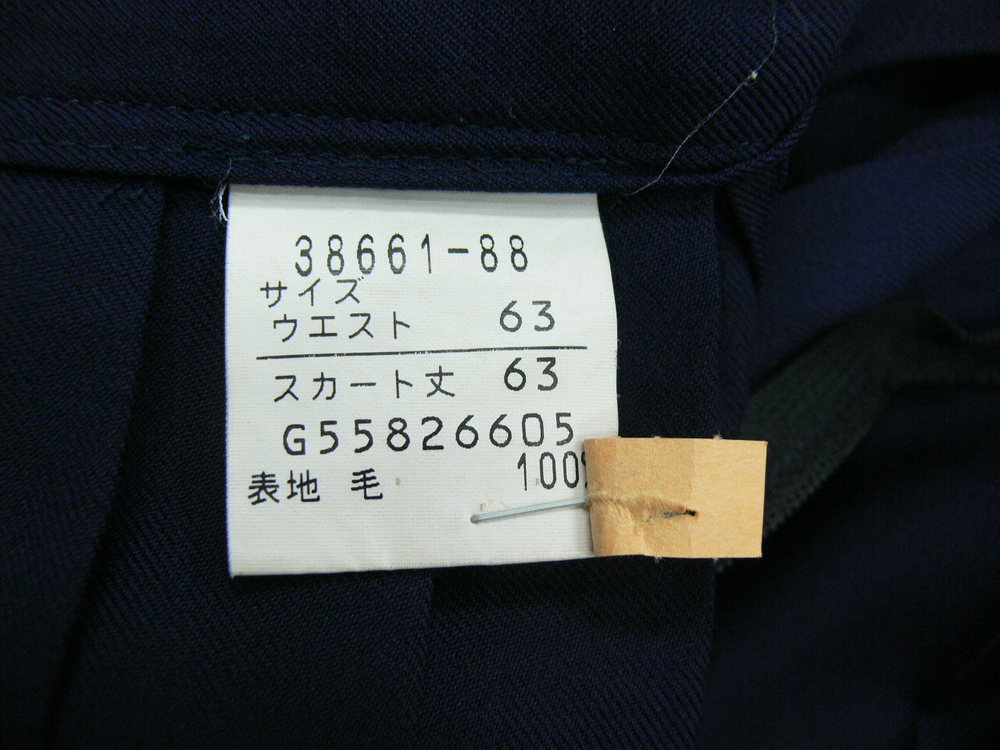 38661-88
サイズ
ウエスト 63
スカート丈 63
G55826605
表地 毛 100%